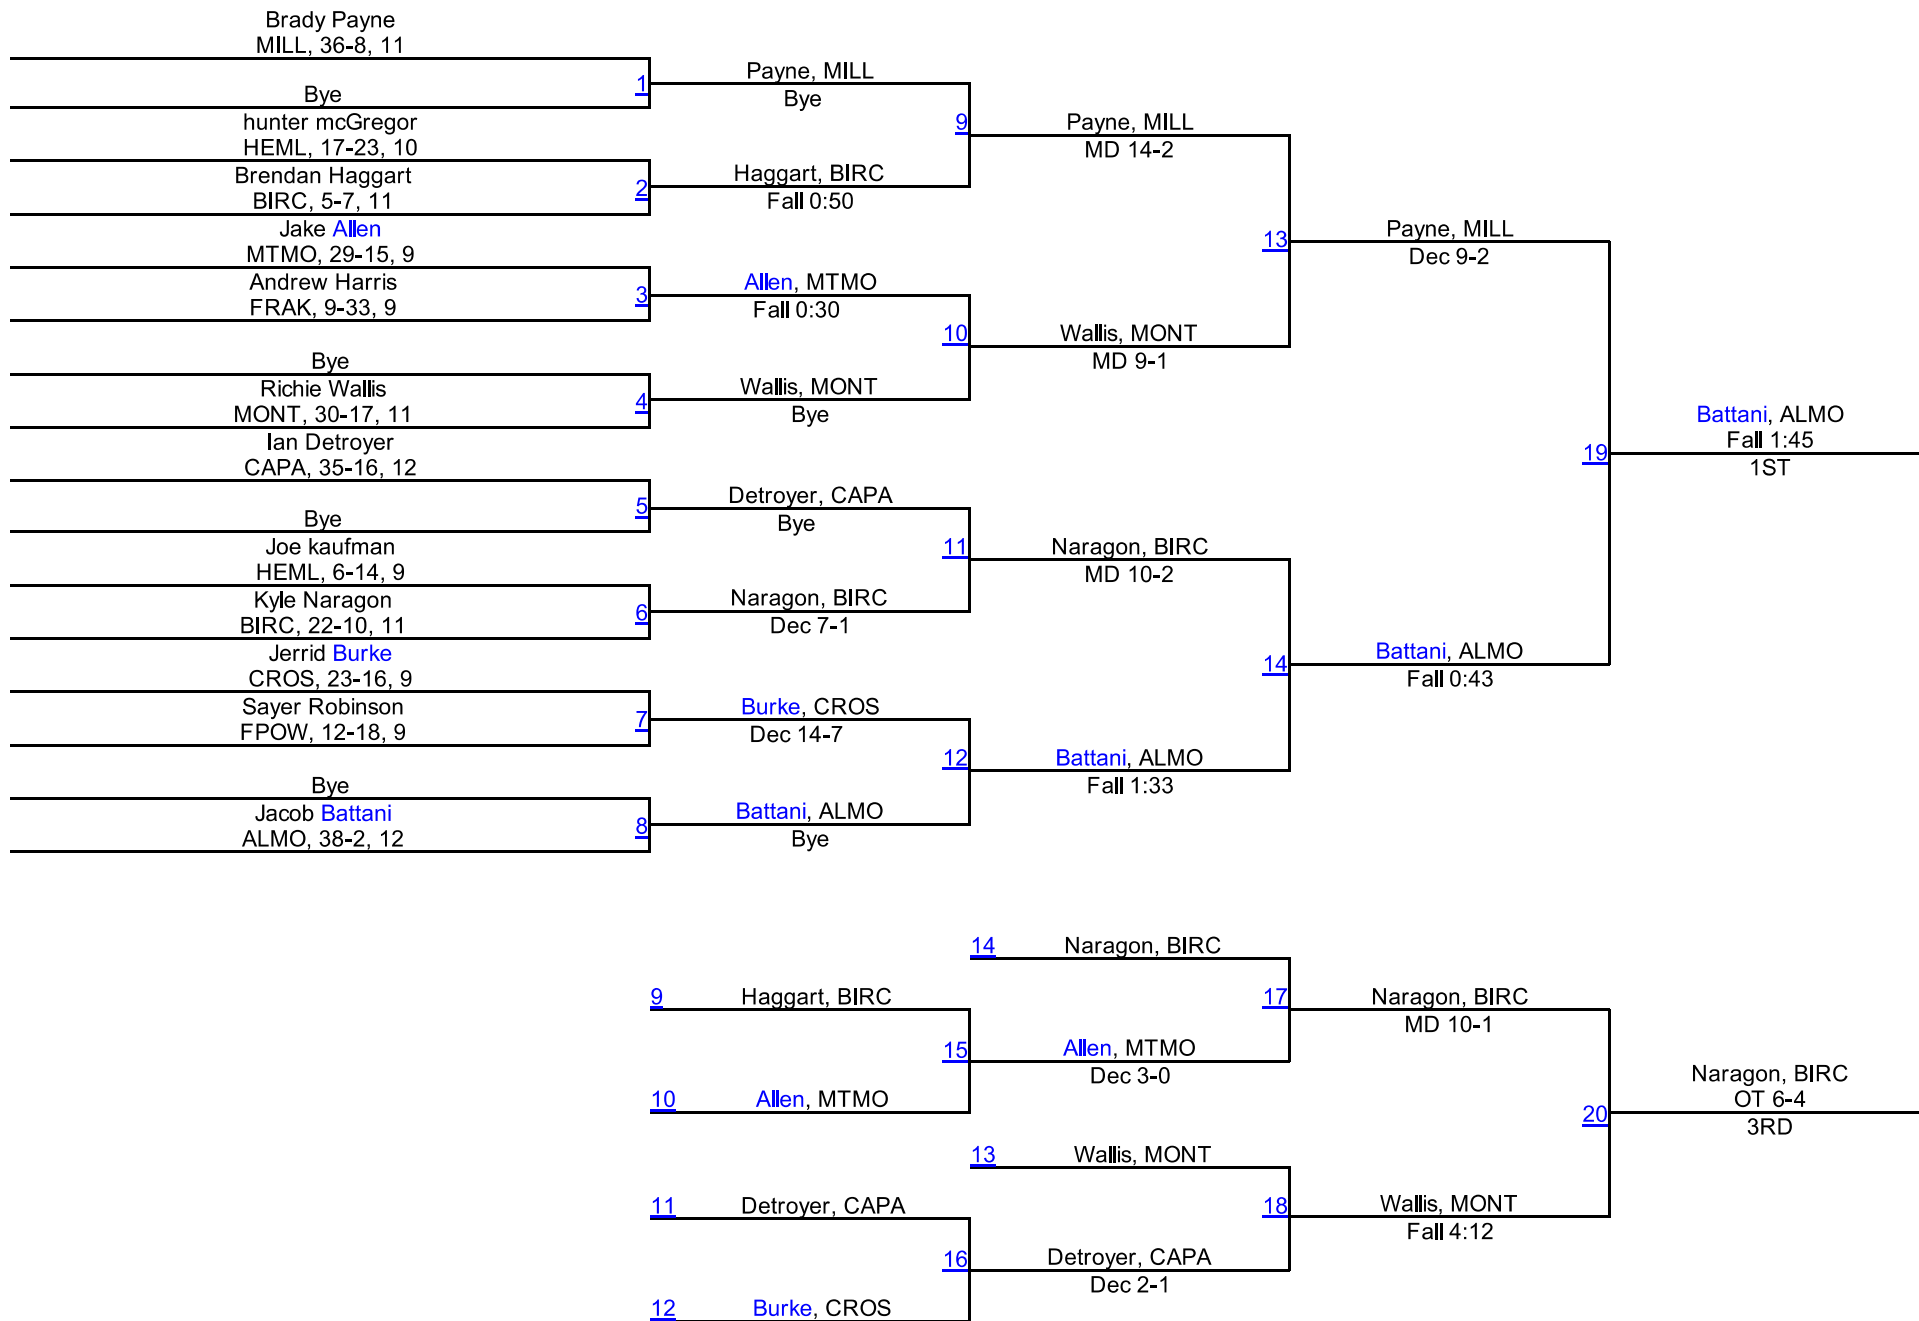 Brady Payne
MILL, 36-8, 11
1
Bye
hunter mcGregor
HEML, 17-23, 10
2
Brendan Haggart
BIRC, 5-7, 11
Jake Allen
MTMO, 29-15, 9
3
Andrew Harris
FRAK, 9-33, 9
Bye
4
Richie Wallis
MONT, 30-17, 11
Ian Detroyer
CAPA, 35-16, 12
5
Bye
Joe kaufman
HEML, 6-14, 9
6
Kyle Naragon
BIRC, 22-10, 11
Jerrid Burke
CROS, 23-16, 9
7
Sayer Robinson
FPOW, 12-18, 9
Bye
8
Jacob Battani
ALMO, 38-2, 12
Payne, MILL
Bye
9
Haggart, BIRC
Fall 0:50
Allen, MTMO
Fall 0:30
10
Wallis, MONT
Bye
Detroyer, CAPA
Bye
11
Naragon, BIRC
Dec 7-1
Burke, CROS
Dec 14-7
12
Battani, ALMO
Bye
Payne, MILL
MD 14-2
13
Wallis, MONT
MD 9-1
Naragon, BIRC
MD 10-2
14
Battani, ALMO
Fall 1:33
Payne, MILL
Dec 9-2
19
Battani, ALMO
Fall 0:43
Battani, ALMO
Fall 1:45
1ST
9
Haggart, BIRC
15
10
Allen, MTMO
11
Detroyer, CAPA
16
12
Burke, CROS
14
Naragon, BIRC
17
Allen, MTMO
Dec 3-0
13
Wallis, MONT
18
Detroyer, CAPA
Dec 2-1
Naragon, BIRC
MD 10-1
20
Wallis, MONT
Fall 4:12
Naragon, BIRC
OT 6-4
3RD